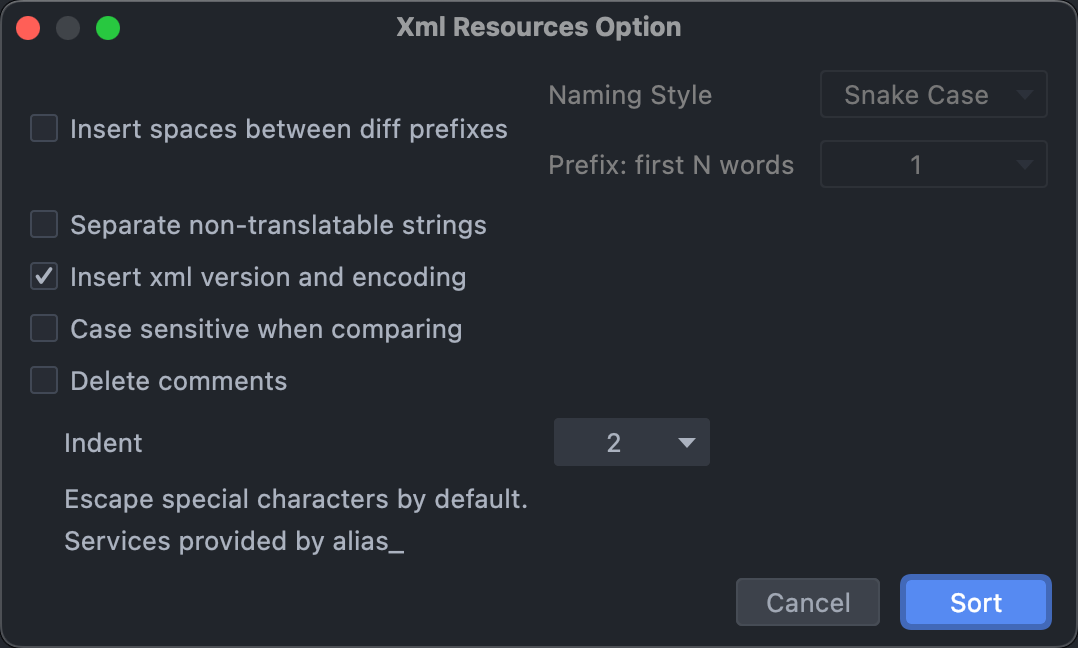 Xml Resources Option
Naming Style
Snake Case
Insert spaces between diff prefixes
Prefix: first N words
1
Separate non-translatable strings
Insert xml version and encoding
Case sensitive when comparing
Delete comments
Indent
2
Escape special characters by default.
Services provided by alias_
Cancel
Sort